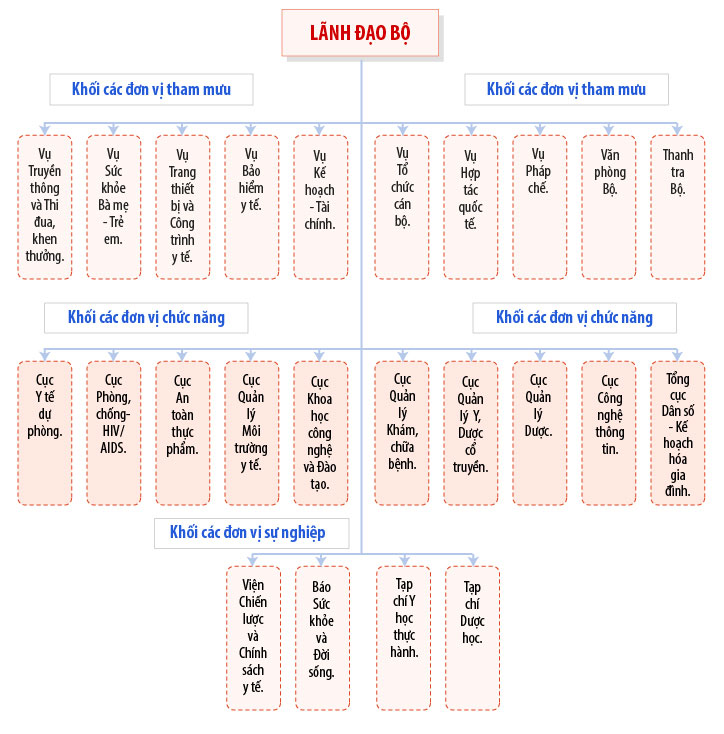 LÃNH ĐẠO BỘ
Khối các đơn vị tham mưu
Khối các đơn vị tham mưu
Vụ
Truyền
thông
và Thi
đua,
khen
thưởng.
Vụ
Sức
khỏe
Bà mẹ
- Trẻ
em.
Vụ
Trang
thiết
bị và
Công
trình
y tế.
Vụ
Bảo
hiểm
y tế.
Vụ
Kế
hoạch
- Tài
chính.
Vụ
Tổ
chức
cán
bộ.
Vụ
Hợp
tác
quốc
tế.
Vụ
Pháp
chế.
Văn
phòng
Bộ.
Thanh
tra
Bộ.
Khối các đơn vị chức năng
Khối các đơn vị chức năng
Cục
Y tế
dự
phòng.
Cục
Phòng,
chống-
HIV/
AIDS.
Cục
An
toàn
thực
phẩm.
Cục
Quản
lý
Môi
trường
y tế.
Cục
Khoa
học
công
nghệ
và Đào
tạo.
Cục
Quản
lý
Khám,
chữa
bệnh.
Cục
Quản
lý Y,
Dược
cổ
truyền.
Cục
Quản
lý
Dược.
Cục
Công
nghệ
thông
tin.
Tổng
cục
Dân số
- Kế
hoạch
hóa
gia
đình.
Khối các đơn vị sự nghiệp
Viện
Chiến
lược
và
Chính
sách
y tế.
Báo
Sức
khỏe
và
Đời
sống.
Tạp
chí Y
học
thực
hành.
Tạp
chí
Dược
học.